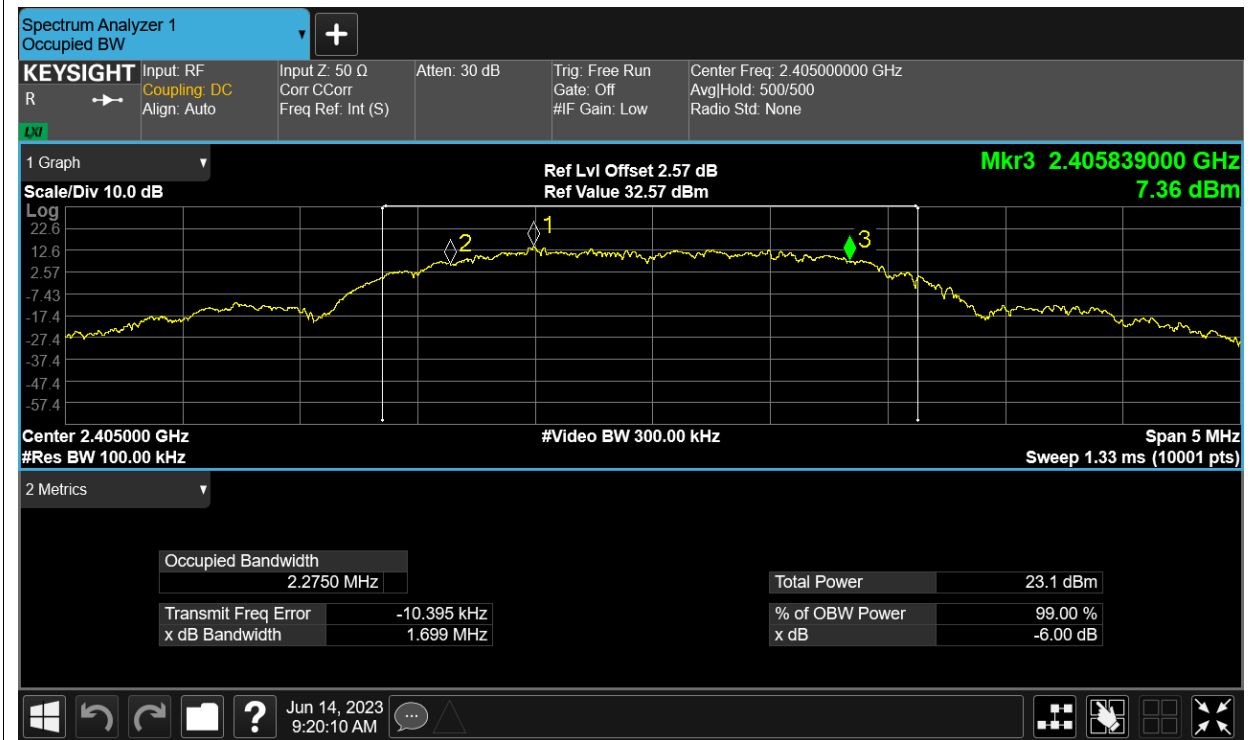 Spectrum Analyzer 1
Occupied BW
KEYSIGHT
R
LXI
Input: RF
Coupling: DC
Align: Auto
Input Z: 50 Ω
Corr CCorr
Freq Ref: Int (S)
Atten: 30 dB
Trig: Free Run
Gate: Off
#IF Gain: Low
Center Freq: 2.405000000 GHz
Avg|Hold: 500/500
Radio Std: None
1 Graph
Scale/Div 10.0 dB
Ref Lvl Offset 2.57 dB
Ref Value 32.57 dBm
Mkr3 2.405839000 GHz
7.36 dBm
Log
22.6
12.6
2.57
-7.43
-17.4
-27.4
-37.4
-47.4
-57.4
2
1
3
Center 2.405000 GHz
#Res BW 100.00 kHz
#Video BW 300.00 kHz
Span 5 MHz
Sweep 1.33 ms (10001 pts)
2 Metrics
Occupied Bandwidth
2.2750 MHz
Transmit Freq Error -10.395 kHz
x dB Bandwidth 1.699 MHz
Total Power 23.1 dBm
% of OBW Power 99.00 %
x dB -6.00 dB
?
Jun 14, 2023
9:20:10 AM